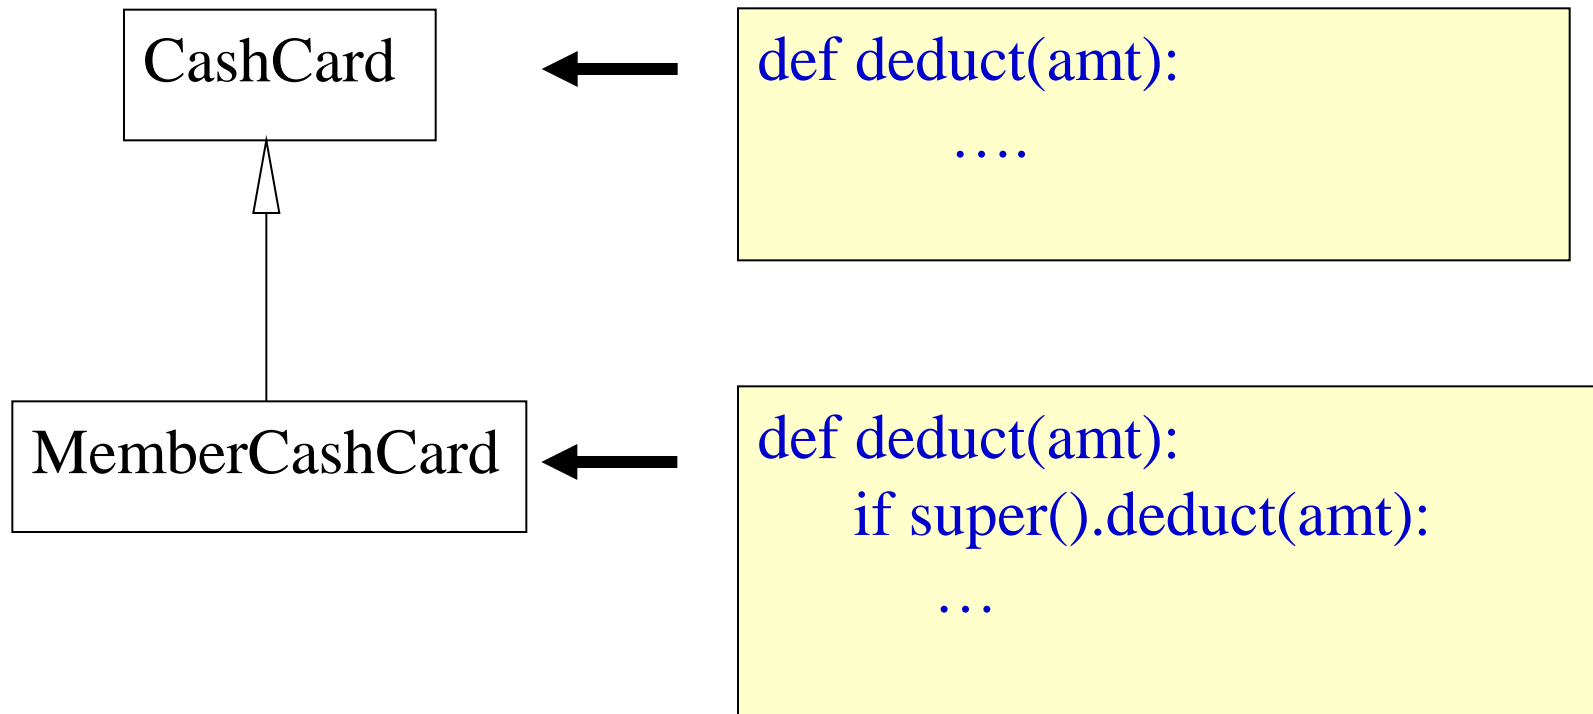 CashCard
def deduct(amt):
….
MemberCashCard
def deduct(amt):
if super().deduct(amt):
…